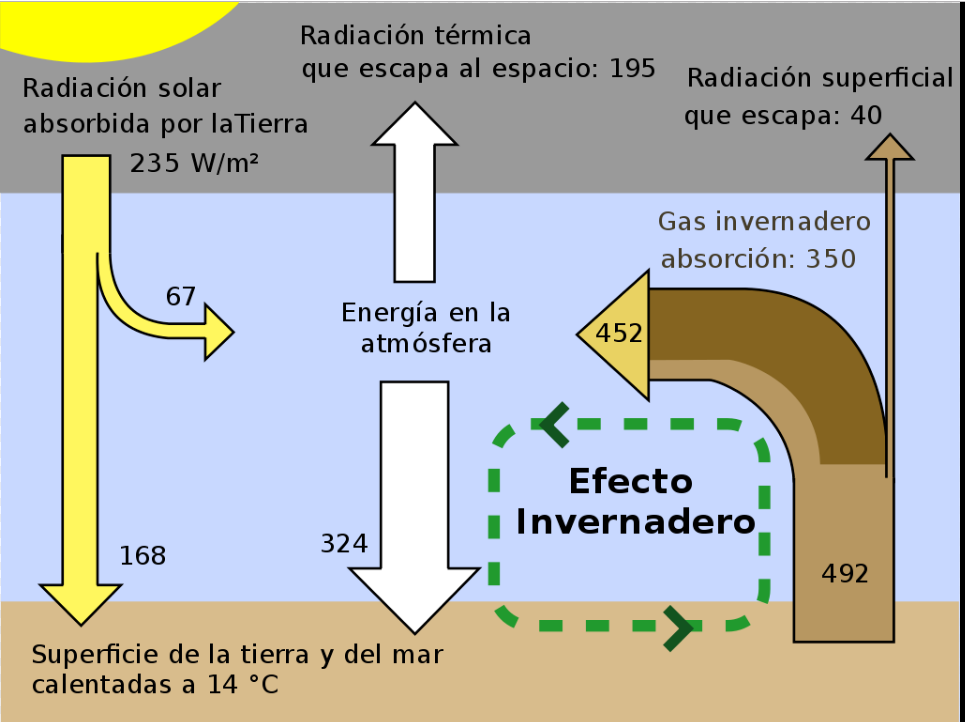 Radiación solar
absorbida por laTierra
235 W/m²
Radiación térmica
que escapa al espacio: 195
Radiación superficial
que escapa: 40
Gas invernadero
absorción: 350
67
Energía en la
atmósfera
452
Efecto
Invernadero
168
324
492
Superficie de la tierra y del mar
calentadas a 14 °C